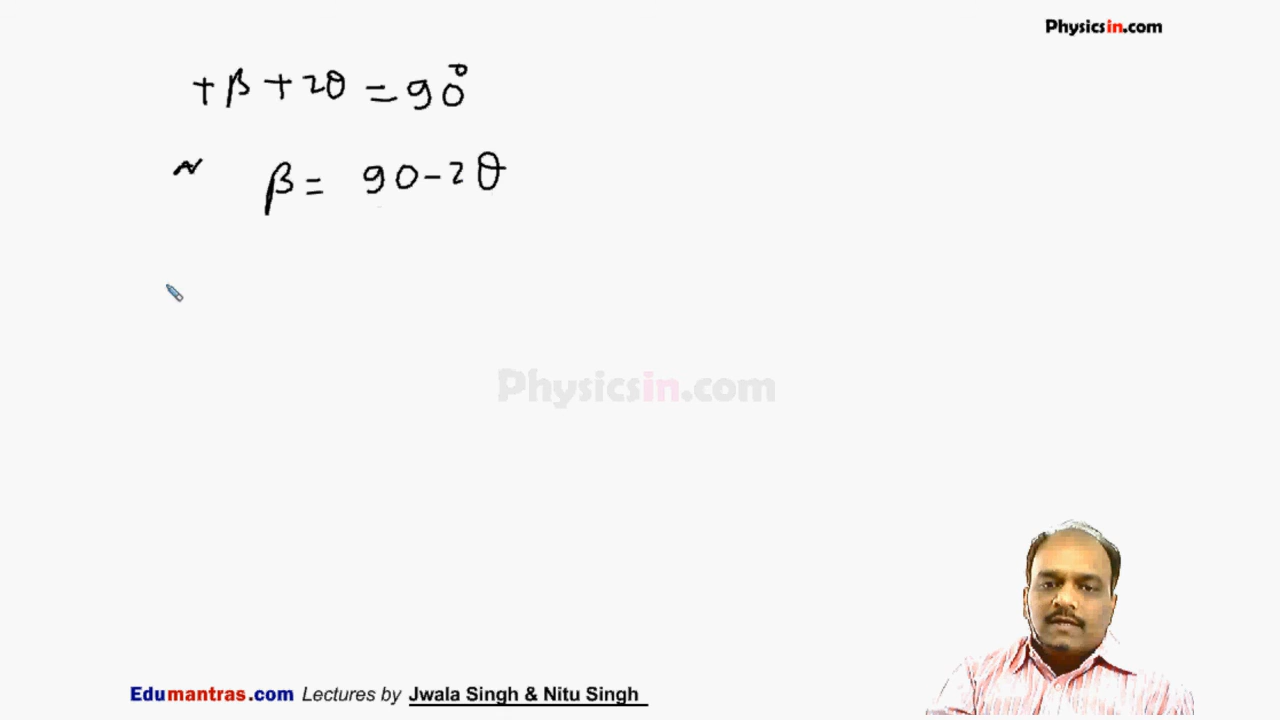 Physicsin.com
+β + 2θ = 90°
β = 90 - 2θ
Physicsin.com
Edumantras.com Lectures by Jwala Singh & Nitu Singh